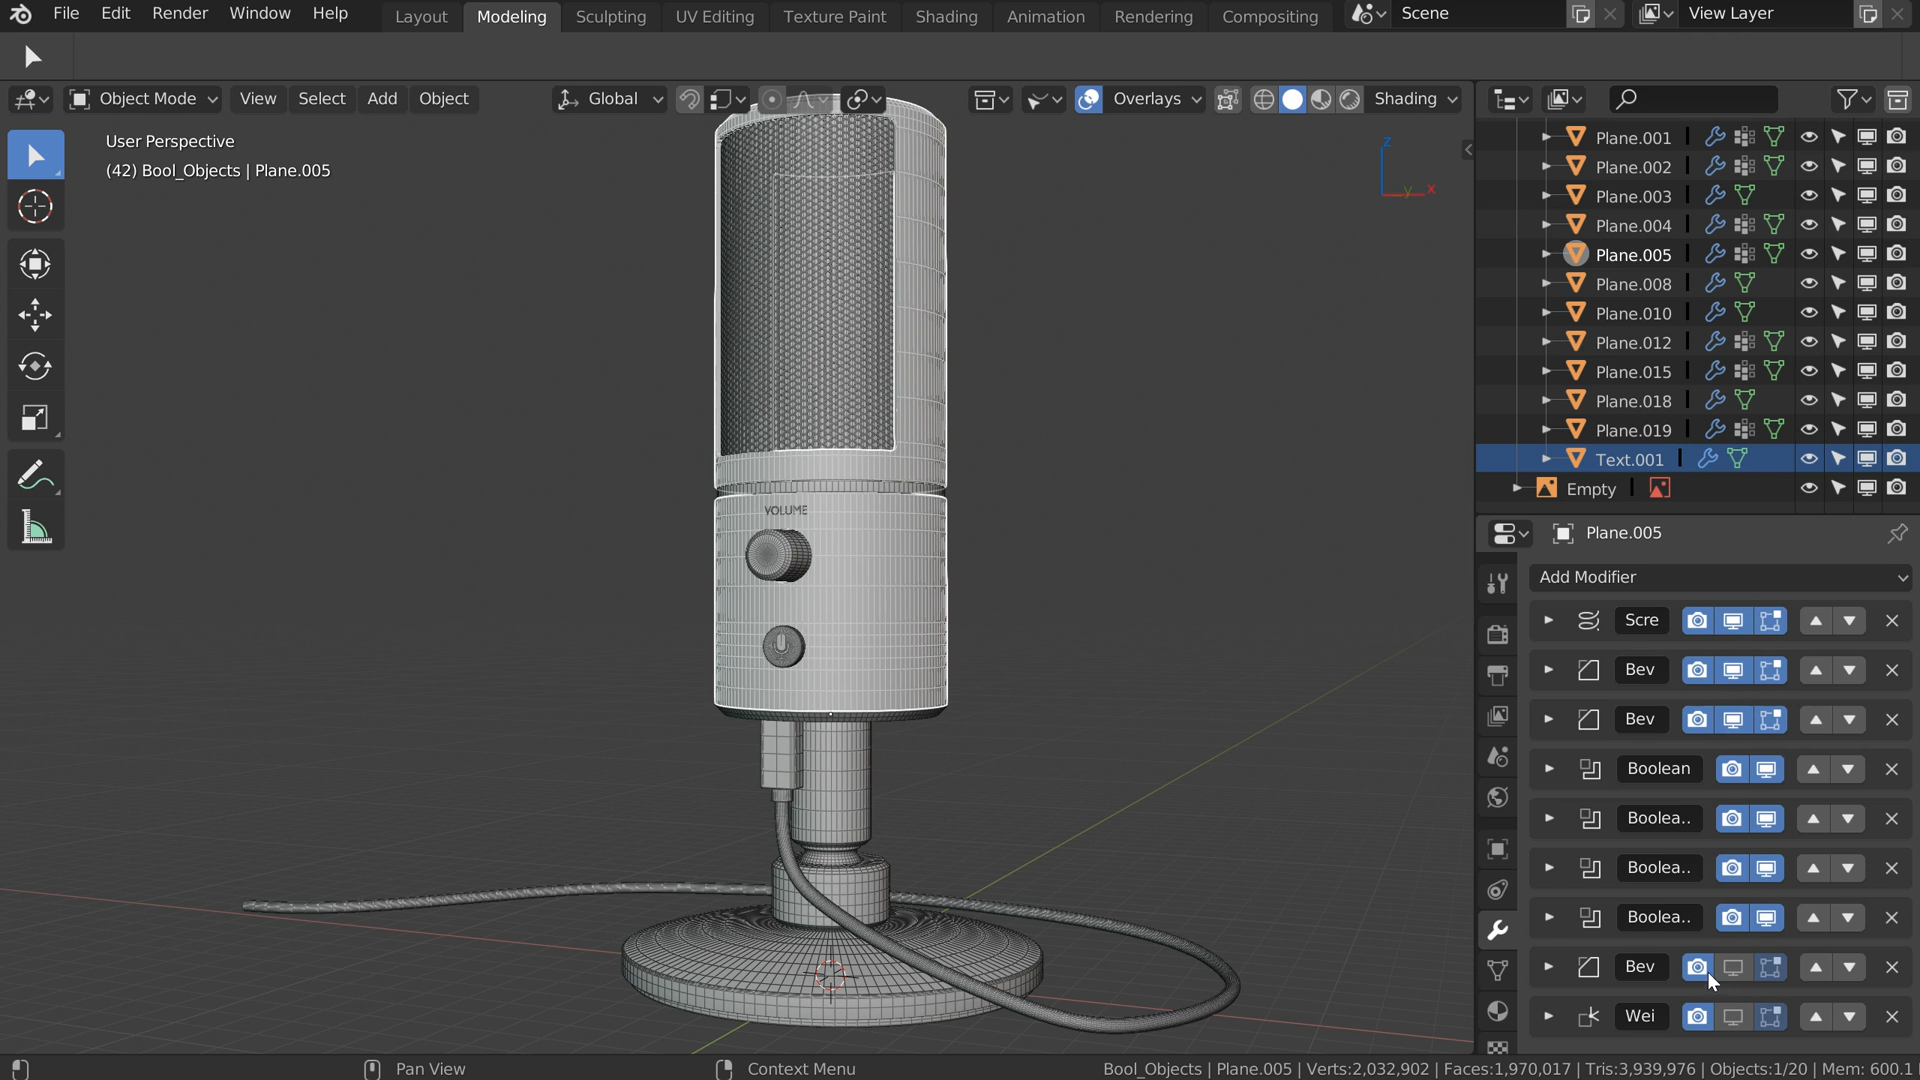 File Edit Render Window Help Layout Modeling Sculpting UV Editing Texture Paint Shading Animation Rendering Compositing Scene View Layer
Object Mode View Select Add Object Global Overlays Shading
User Perspective
(42) Bool_Objects | Plane.005
Z
Y
X
VOLUME
Plane.001
Plane.002
Plane.003
Plane.004
Plane.005
Plane.008
Plane.010
Plane.012
Plane.015
Plane.018
Plane.019
Text.001
Empty
Plane.005
Add Modifier
Scre
Bev
Bev
Boolean
Boolea..
Boolea..
Boolea..
Bev
Wei
Pan View Context Menu Bool_Objects | Plane.005 | Verts:2,032,902 | Faces:1,970,017 | Tris:3,939,976 | Objects:1/20 | Mem: 600.1